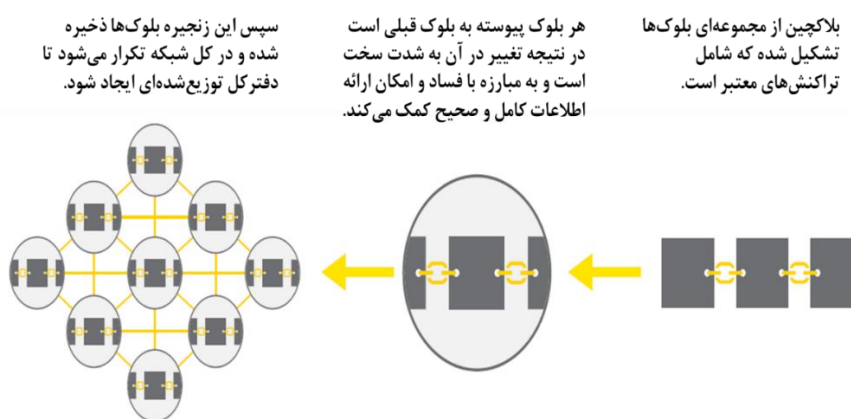 بلاکچین از مجموعه‌ای بلوک‌ها
تشکیل شده که شامل
تراکنش‌های معتبر است.
هر بلوک پیوسته به بلوک قبلی است
در نتیجه تغییر در آن به شدت سخت
است و به مبارزه با فساد و امکان ارائه
اطلاعات کامل و صحیح کمک می‌کند.
سپس این زنجیره بلوک‌ها ذخیره
شده و در کل شبکه تکرار می‌شود تا
دفترکل توزیع‌شده‌ای ایجاد شود.